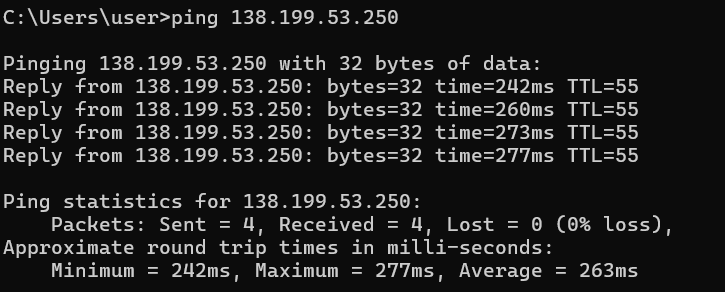 C:\Users\user>ping 138.199.53.250
Pinging 138.199.53.250 with 32 bytes of data:
Reply from 138.199.53.250: bytes=32 time=242ms TTL=55
Reply from 138.199.53.250: bytes=32 time=260ms TTL=55
Reply from 138.199.53.250: bytes=32 time=273ms TTL=55
Reply from 138.199.53.250: bytes=32 time=277ms TTL=55
Ping statistics for 138.199.53.250:
    Packets: Sent = 4, Received = 4, Lost = 0 (0% loss),
Approximate round trip times in milli-seconds:
    Minimum = 242ms, Maximum = 277ms, Average = 263ms